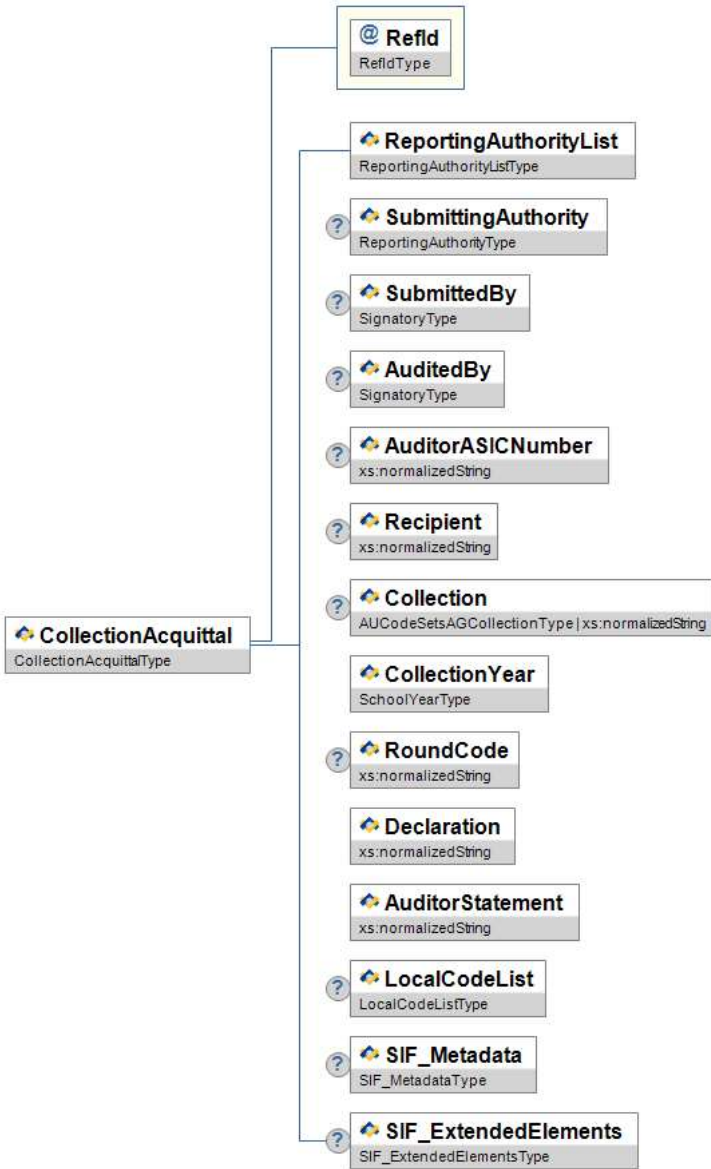 @ RefId
RefIdType
ReportingAuthorityList
ReportingAuthorityListType
? SubmittingAuthority
ReportingAuthorityType
? SubmittedBy
SignatoryType
? AuditedBy
SignatoryType
? AuditorASICNumber
xs:normalizedString
? Recipient
xs:normalizedString
? Collection
AUCodeSetsAGCollectionType | xs:normalizedString
CollectionAcquittal
CollectionAcquittalType
CollectionYear
SchoolYearType
? RoundCode
xs:normalizedString
Declaration
xs:normalizedString
AuditorStatement
xs:normalizedString
? LocalCodeList
LocalCodeListType
? SIF_Metadata
SIF_MetadataType
? SIF_ExtendedElements
SIF_ExtendedElementsType